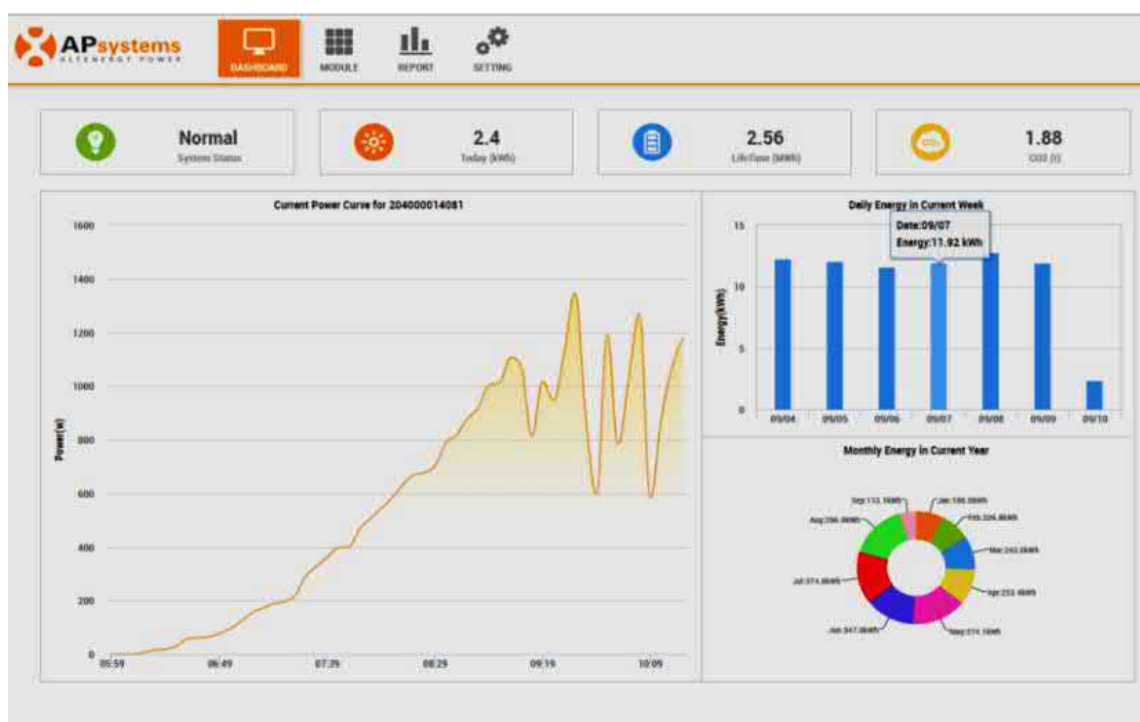 APsystems
ALTENERGY POWER
DASHBOARD
MODULE
REPORT
SETTING
Normal
System Status
2.4
Today (kWh)
2.56
LifeTime (MWh)
CO₂
1.88
CO2 (t)
Current Power Curve for 204000014081
1600
1400
1200
1000
800
600
400
200
0
Power(w)
05:59
06:49
07:39
08:29
09:19
10:09
Daily Energy in Current Week
Date:09/07
Energy:11.92 kWh
15
10
5
0
Energy(kWh)
09/04
09/05
09/06
09/07
09/08
09/09
09/10
Monthly Energy in Current Year